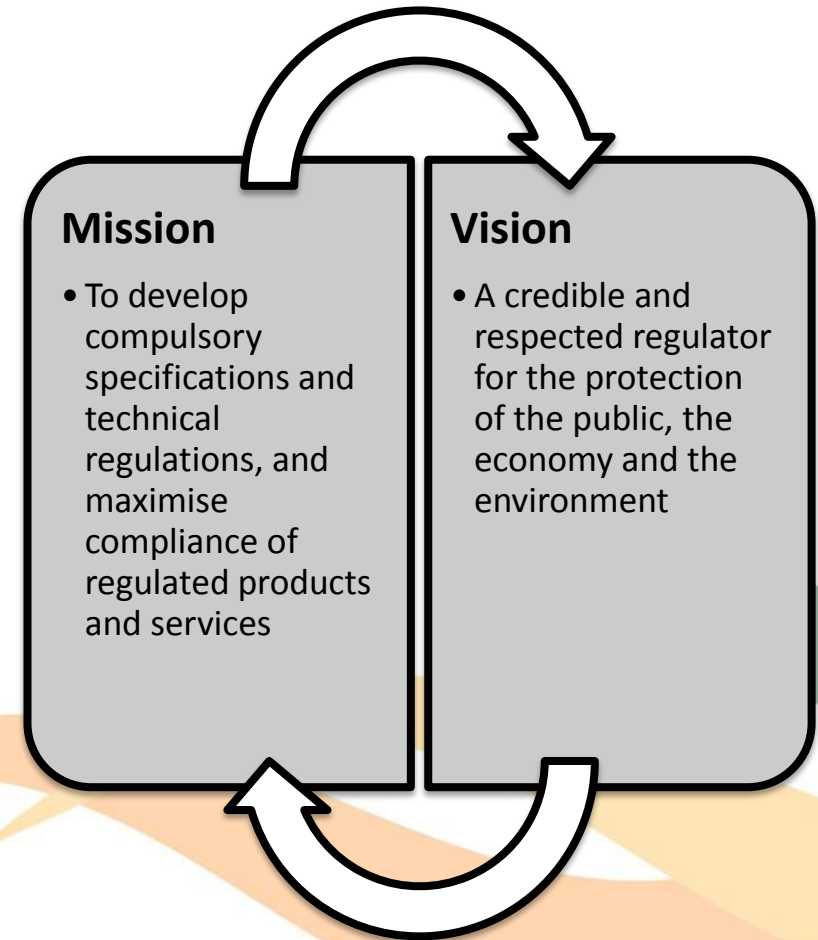 Mission
• To develop
compulsory
specifications and
technical
regulations, and
maximise
compliance of
regulated products
and services
Vision
• A credible and
respected regulator
for the protection
of the public, the
economy and the
environment